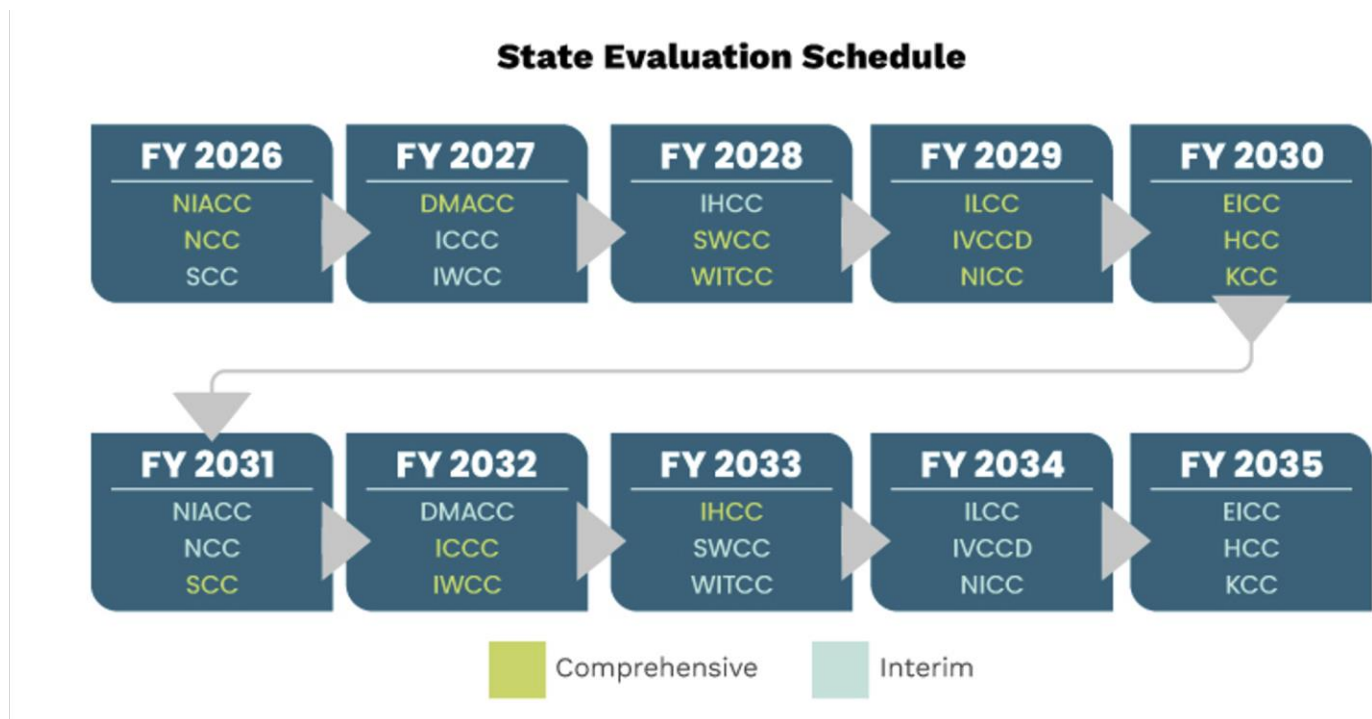 State Evaluation Schedule
FY 2026
NIACC
NCC
SCC
FY 2027
DMACC
ICCC
IWCC
FY 2028
IHCC
SWCC
WITCC
FY 2029
ILCC
IVCCD
NICC
FY 2030
EICC
HCC
KCC
FY 2031
NIACC
NCC
SCC
FY 2032
DMACC
ICCC
IWCC
FY 2033
IHCC
SWCC
WITCC
FY 2034
ILCC
IVCCD
NICC
FY 2035
EICC
HCC
KCC
Comprehensive
Interim